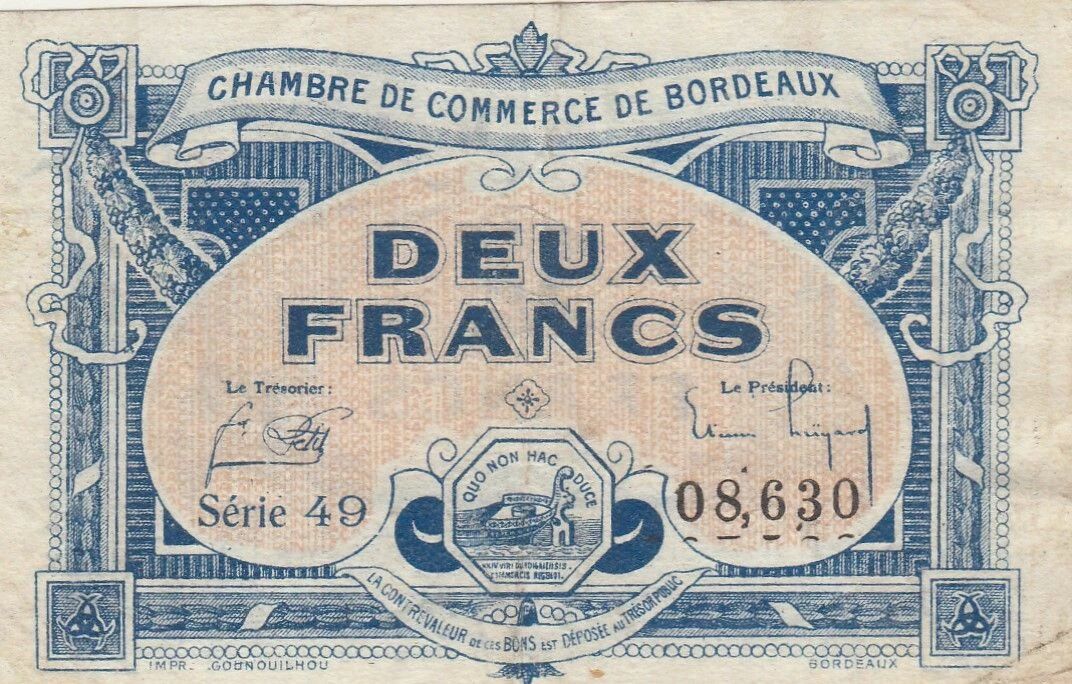 CHAMBRE DE COMMERCE DE BORDEAUX
DEUX
FRANCS
Le Trésorier:
Le Président:
Petit
Série 49
08,630
QUO NON HAC DUCE
LA CONTREVALEUR DE CES BONS EST DÉPOSÉE AU TRÉSOR PUBLIC
IMPR. GOUNOUILHOU
BORDEAUX